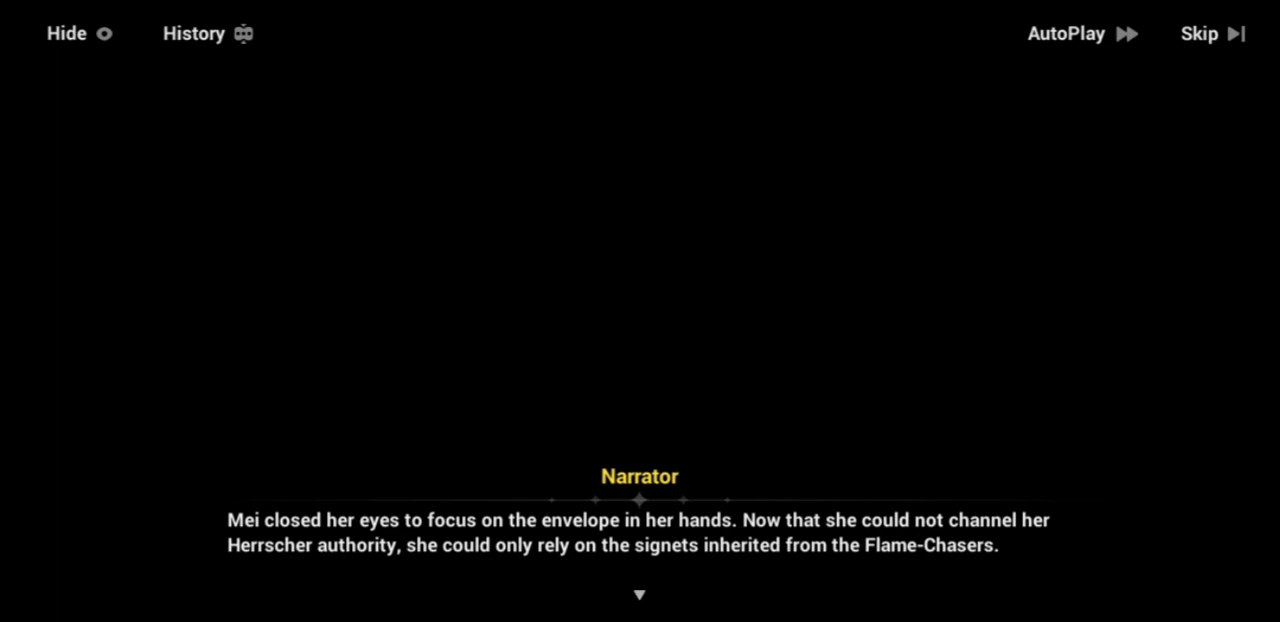 Hide
History
AutoPlay
Skip
Narrator
Mei closed her eyes to focus on the envelope in her hands. Now that she could not channel her
Herrscher authority, she could only rely on the signets inherited from the Flame-Chasers.